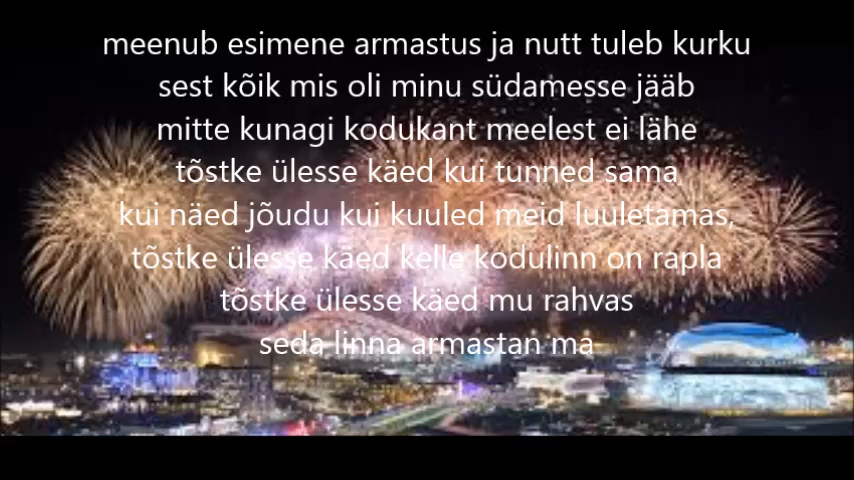 meenub esimene armastus ja nutt tuleb kurku
sest kõik mis oli minu südamesse jääb
mitte kunagi kodukant meelest ei lähe
tõstke ülesse käed kui tunned sama
kui näed jõudu kui kuuled meid luuletamas,
tõstke ülesse käed kelle kodulinn on rapla
tõstke ülesse käed mu rahvas
seda linna armastan ma